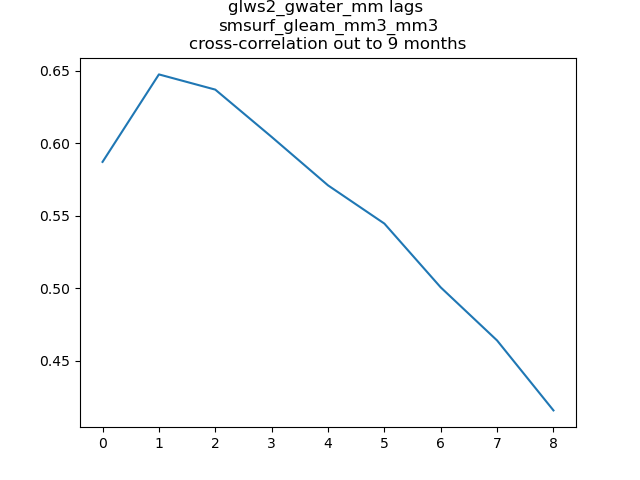 glws2_gwater_mm lags
smsurf_gleam_mm3_mm3
cross-correlation out to 9 months
0.65
0.60
0.55
0.50
0.45
0 1 2 3 4 5 6 7 8